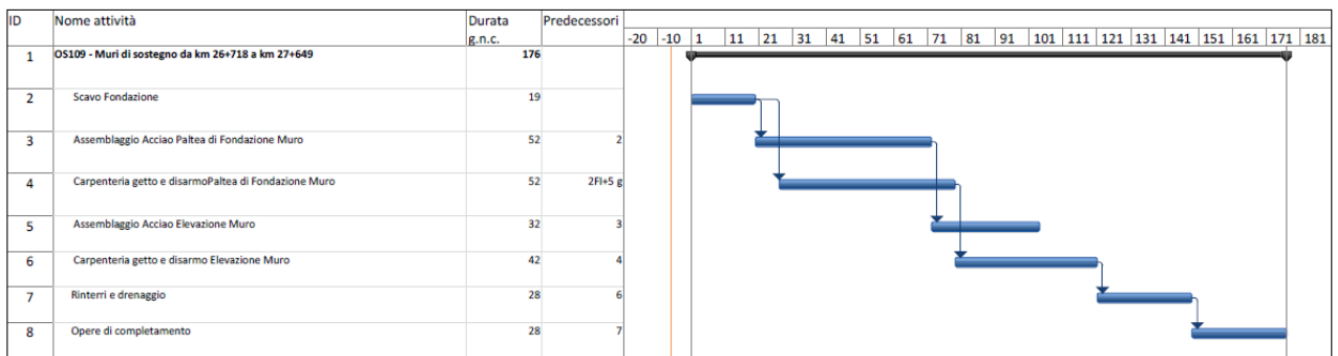 ID Nome attività Durata g.n.c. Predecessori
-20 -10 1 11 21 31 41 51 61 71 81 91 101 111 121 131 141 151 161 171 181
1 OS109 - Muri di sostegno da km 26+718 a km 27+649 176
2 Scavo Fondazione 19
3 Assemblaggio Acciao Paltea di Fondazione Muro 52 2
4 Carpenteria getto e disarmoPaltea di Fondazione Muro 52 2FI+5 g
5 Assemblaggio Acciao Elevazione Muro 32 3
6 Carpenteria getto e disarmo Elevazione Muro 42 4
7 Rinterri e drenaggio 28 6
8 Opere di completamento 28 7